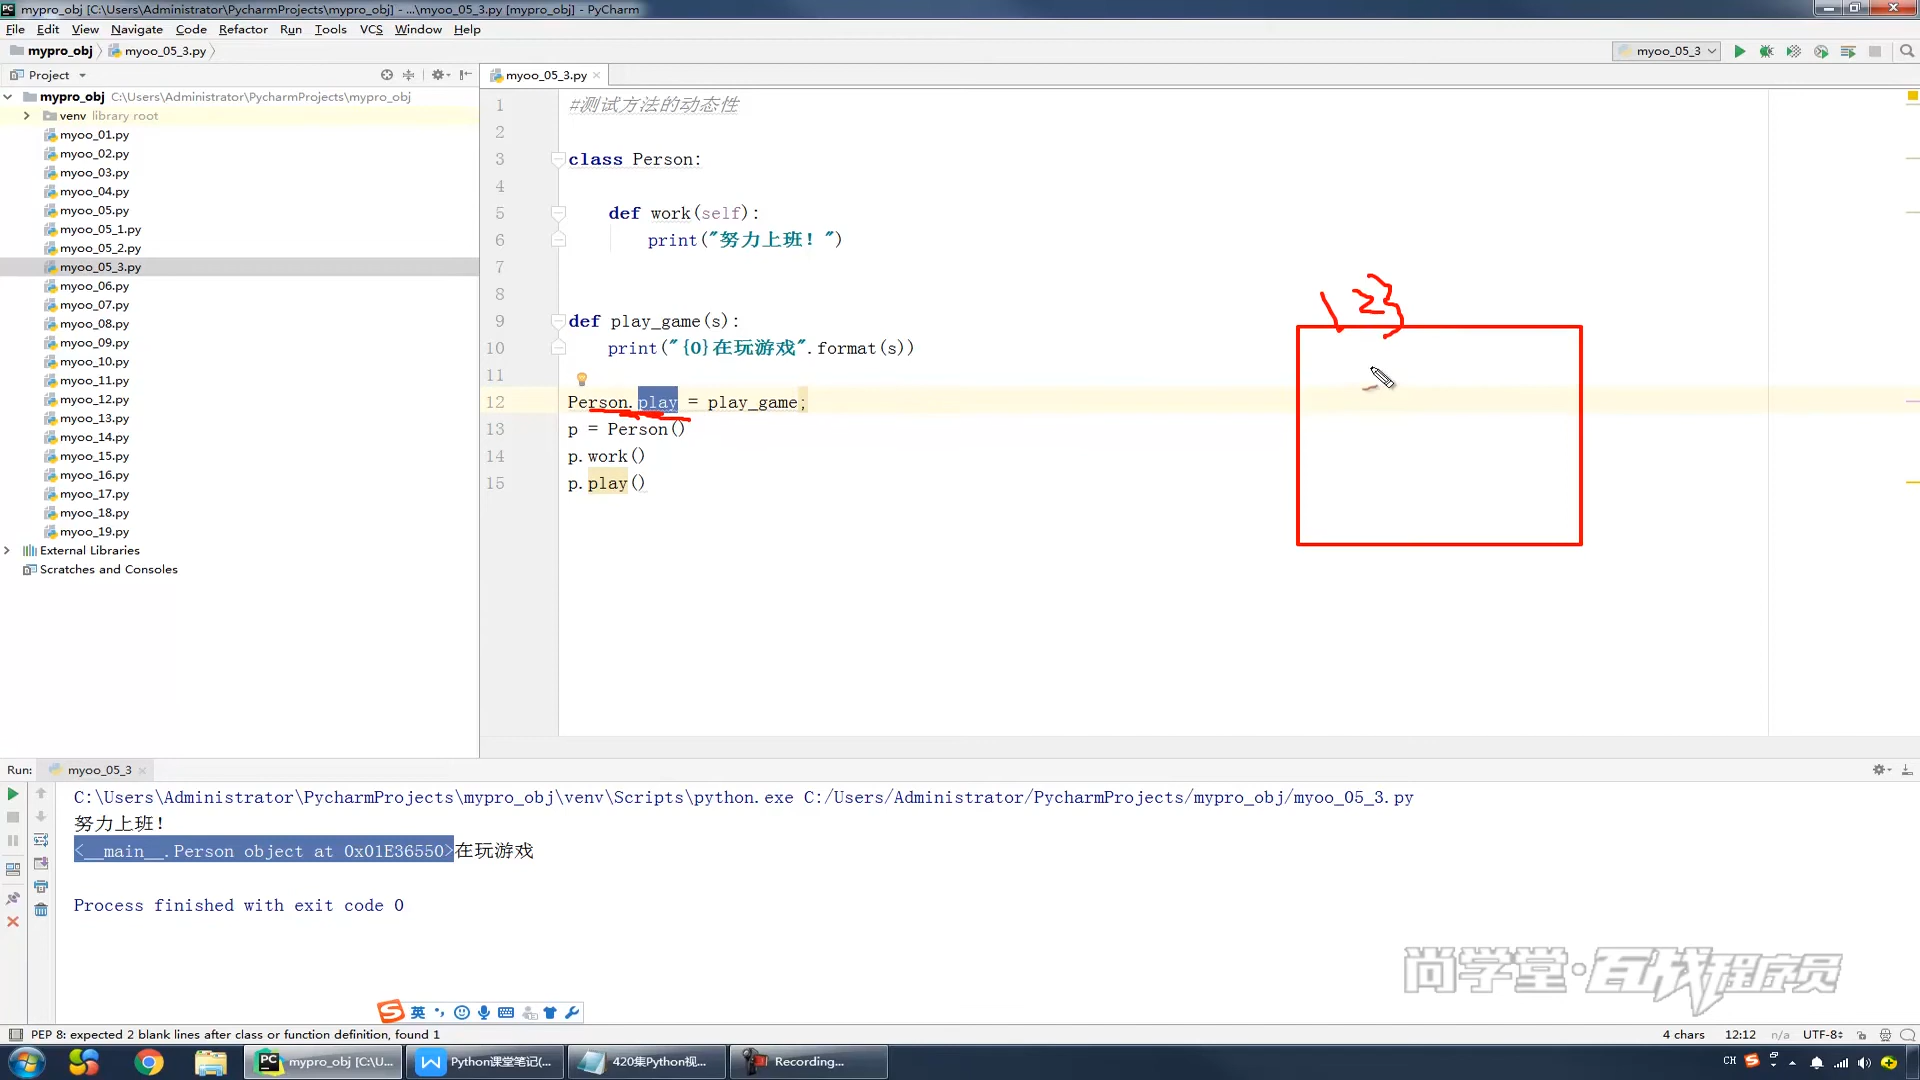 mypro_obj [C:\Users\Administrator\PycharmProjects\mypro_obj] - ...\myoo_05_3.py [mypro_obj] - PyCharm
File Edit View Navigate Code Refactor Run Tools VCS Window Help
mypro_obj myoo_05_3.py
myoo_05_3
Project
myoo_05_3.py
mypro_obj C:\Users\Administrator\PycharmProjects\mypro_obj
venv library root
myoo_01.py
myoo_02.py
myoo_03.py
myoo_04.py
myoo_05.py
myoo_05_1.py
myoo_05_2.py
myoo_05_3.py
myoo_06.py
myoo_07.py
myoo_08.py
myoo_09.py
myoo_10.py
myoo_11.py
myoo_12.py
myoo_13.py
myoo_14.py
myoo_15.py
myoo_16.py
myoo_17.py
myoo_18.py
myoo_19.py
External Libraries
Scratches and Consoles
1 #测试方法的动态性
2
3 class Person:
4
5 def work(self):
6 print("努力上班！")
7
8
9 def play_game(s):
10 print("{0}在玩游戏".format(s))
11
12 Person.play = play_game;
13 p = Person()
14 p.work()
15 p.play()
123
Run: myoo_05_3
C:\Users\Administrator\PycharmProjects\mypro_obj\venv\Scripts\python.exe C:/Users/Administrator/PycharmProjects/mypro_obj/myoo_05_3.py
努力上班！
<__main__.Person object at 0x01E36550>在玩游戏
Process finished with exit code 0
尚学堂·百战程序员
英
PEP 8: expected 2 blank lines after class or function definition, found 1
4 chars 12:12 n/a UTF-8
mypro_obj [C:\U...
Python课堂笔记(...
420集Python视...
Recording...
CH